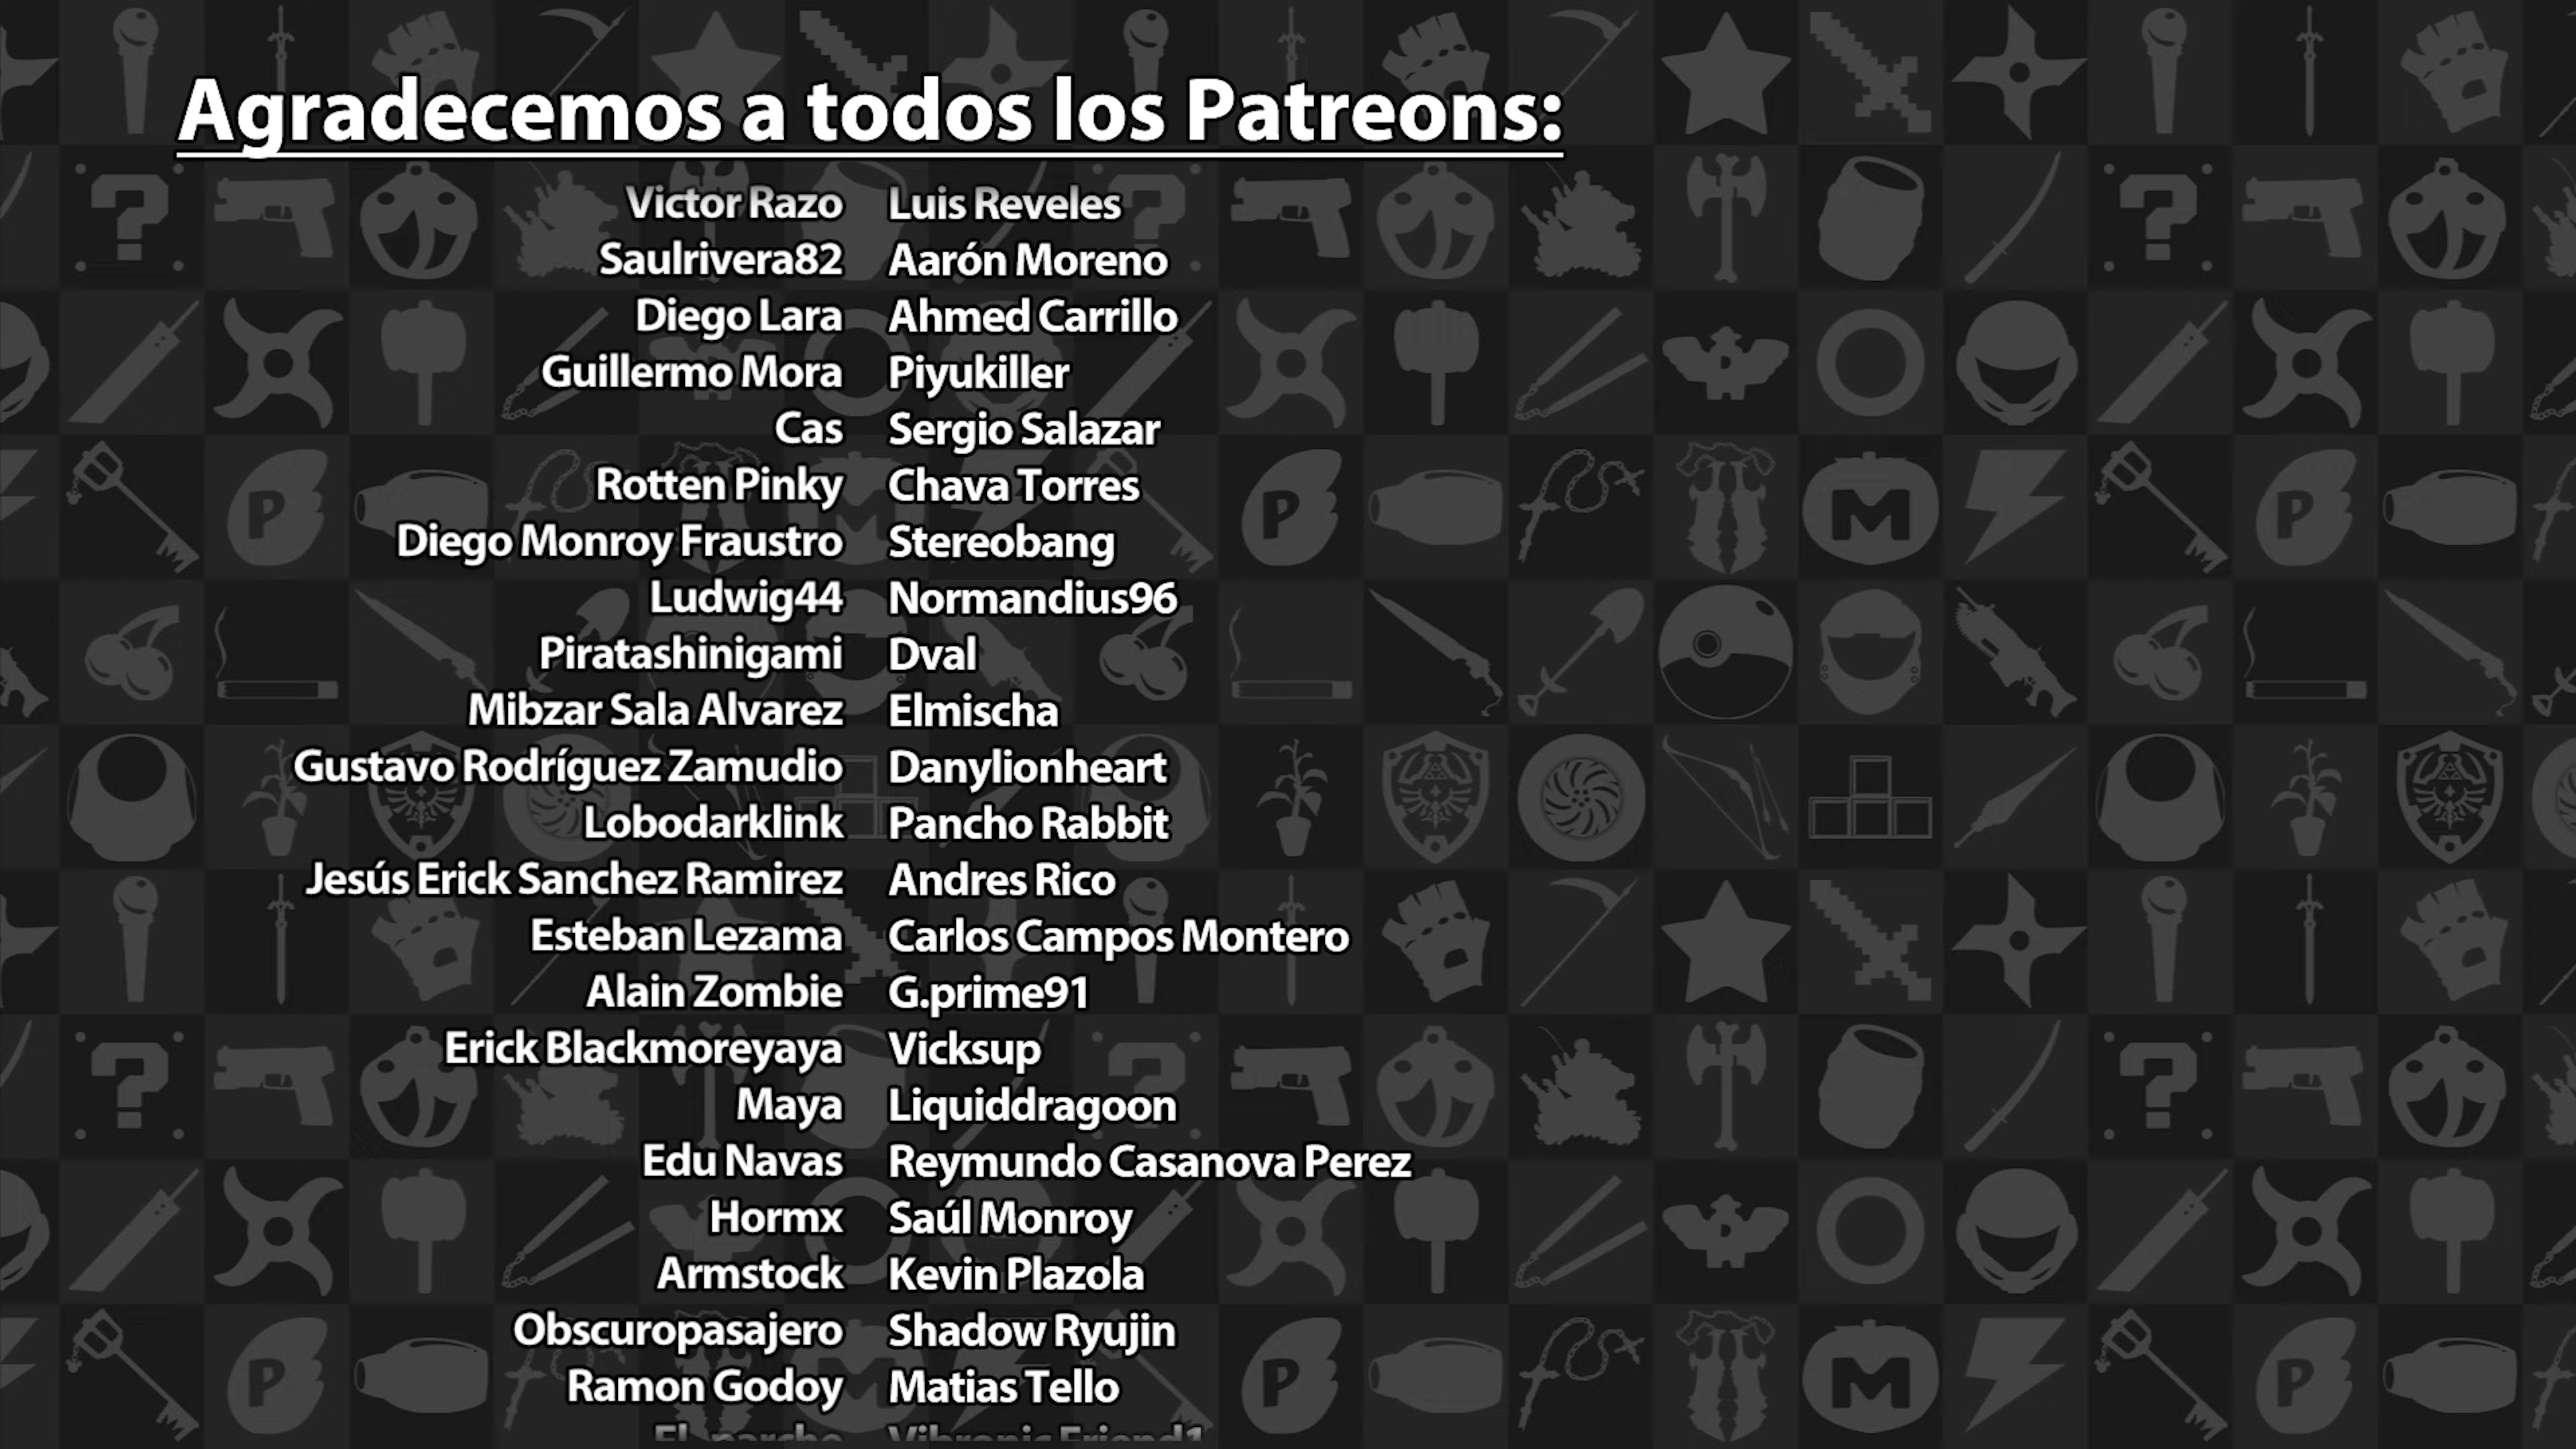 Agradecemos a todos los Patreons:
Victor Razo Luis Reveles
Saulrivera82 Aarón Moreno
Diego Lara Ahmed Carrillo
Guillermo Mora Piyukiller
Cas Sergio Salazar
Rotten Pinky Chava Torres
Diego Monroy Fraustro Stereobang
Ludwig44 Normandius96
Piratashinigami Dval
Mibzar Sala Alvarez Elmischa
Gustavo Rodríguez Zamudio Danylionheart
Lobodarklink Pancho Rabbit
Jesús Erick Sanchez Ramirez Andres Rico
Esteban Lezama Carlos Campos Montero
Alain Zombie G.prime91
Erick Blackmoreyaya Vicksup
Maya Liquiddragoon
Edu Navas Reymundo Casanova Perez
Hormx Saúl Monroy
Armstock Kevin Plazola
Obscuropasajero Shadow Ryujin
Ramon Godoy Matias Tello